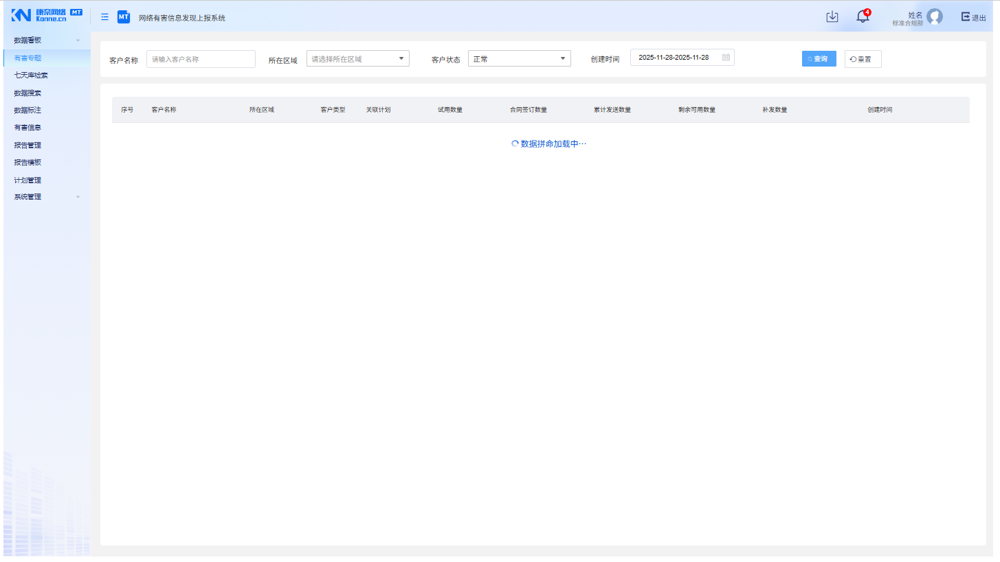 康奈网络 MT
Konne.cn
MT 网络有害信息发现上报系统
4
姓名
标准合规部
退出
数据看板
有害专题
七天库检索
数据搜索
数据标注
有害信息
报告管理
报告模板
计划管理
系统管理
客户名称 请输入客户名称 所在区域 请选择所在区域 客户状态 正常 创建时间 2025-11-28-2025-11-28 查询 重置
序号 客户名称 所在区域 客户类型 关联计划 试用数量 合同签订数量 累计发送数量 剩余可用数量 补发数量 创建时间
数据拼命加载中···